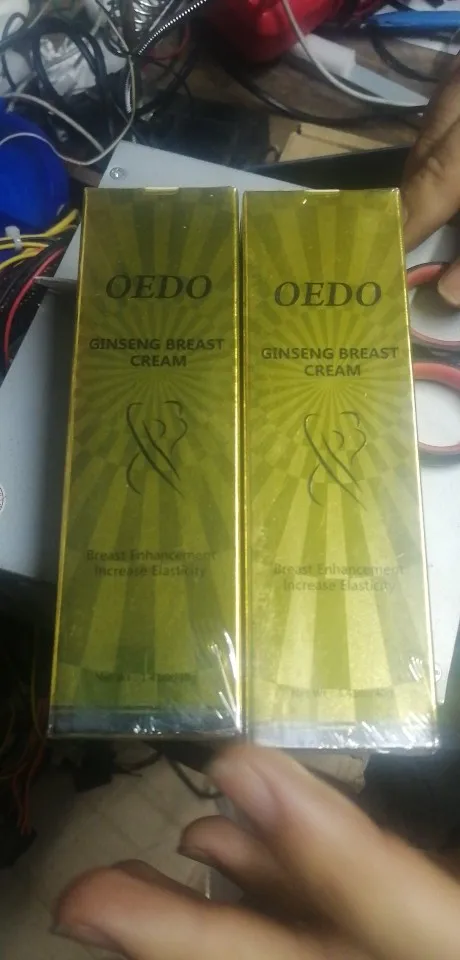 OEDO
GINSENG BREAST
CREAM
Breast Enhancement
Increase Elasticity
OEDO
GINSENG BREAST
CREAM
Breast Enhancement
Increase Elasticity